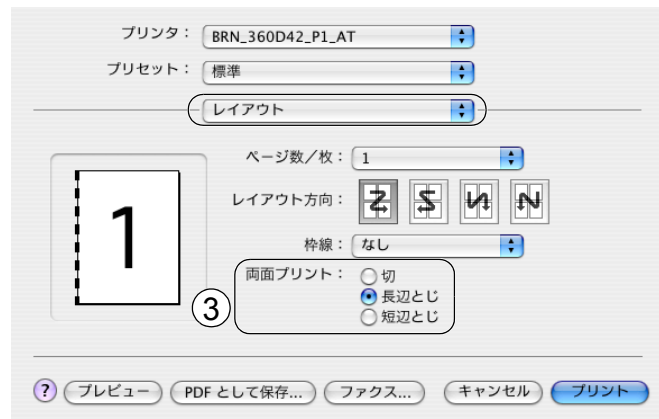 プリンタ： BRN_360D42_P1_AT
プリセット： 標準
レイアウト
ページ数／枚： 1
レイアウト方向：
枠線： なし
両面プリント： 切
長辺とじ
短辺とじ
1
③
? プレビュー PDF として保存... ファクス... キャンセル プリント